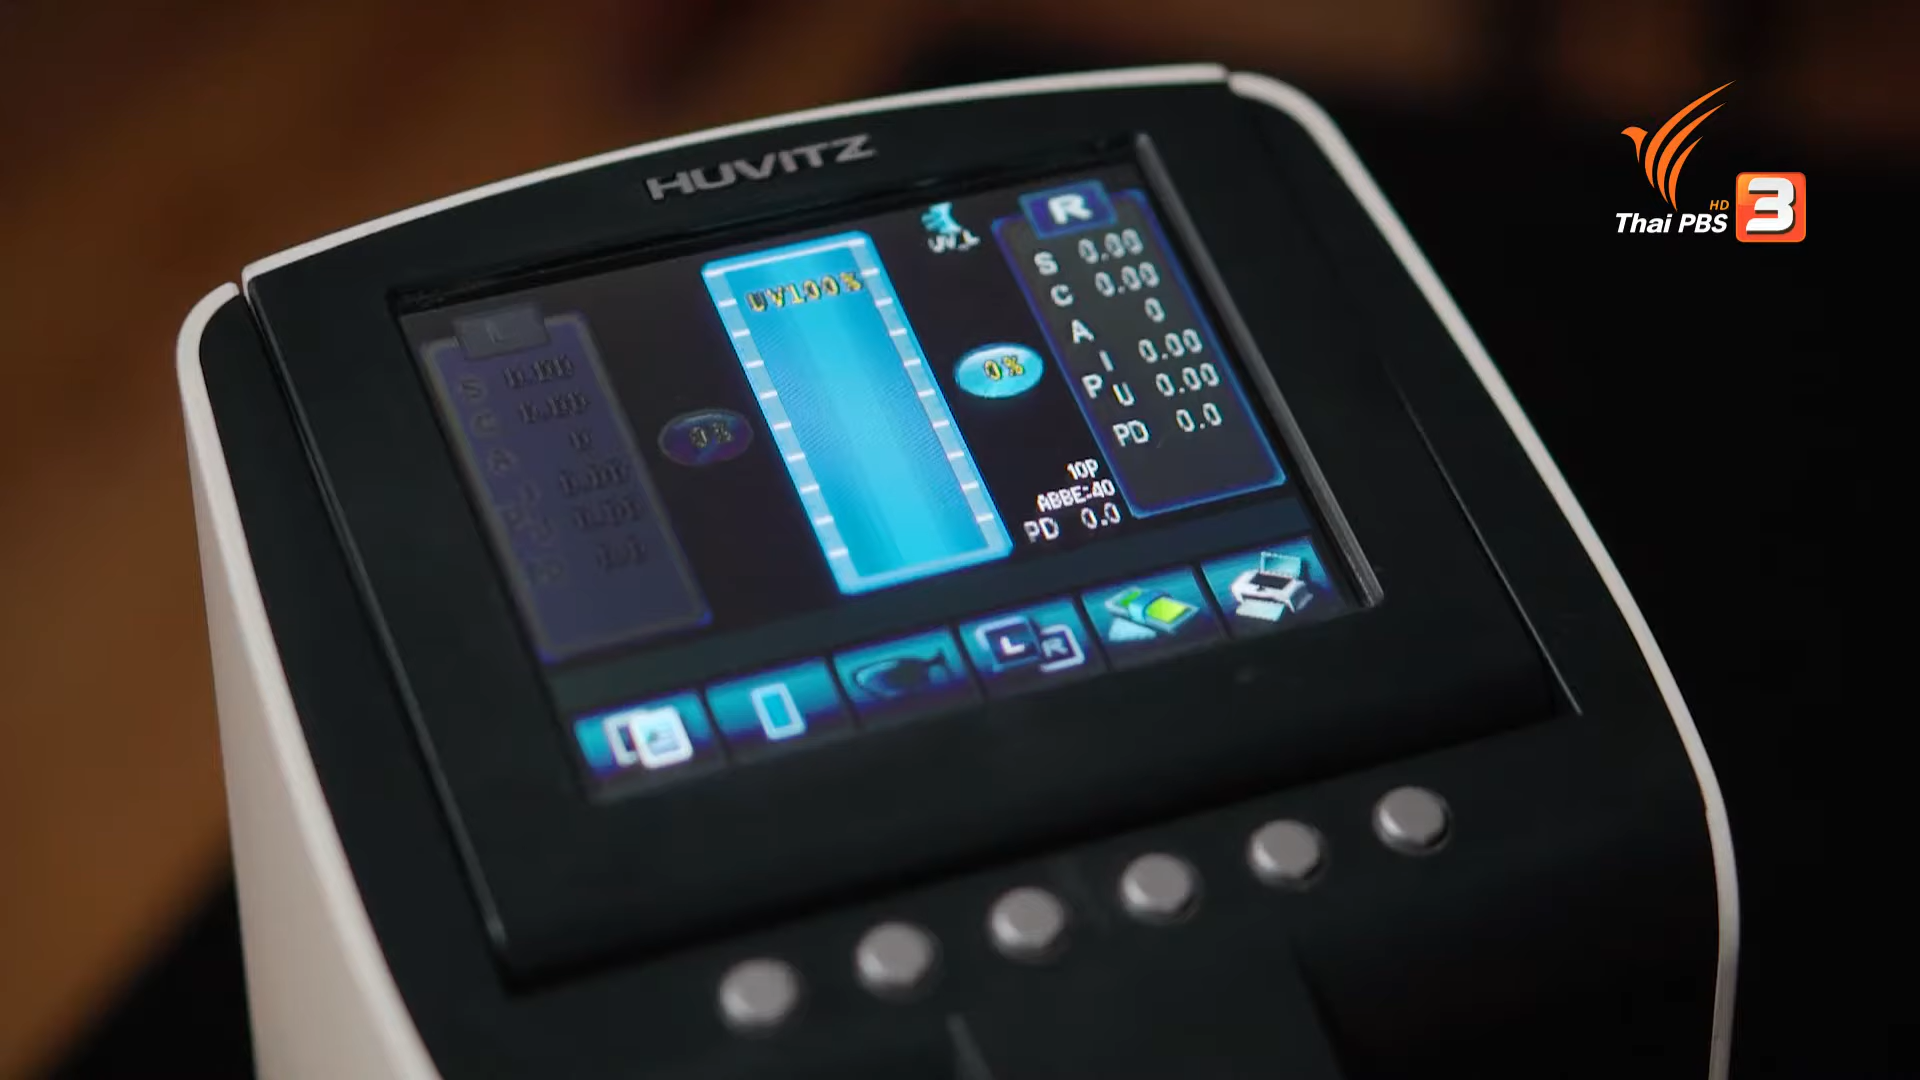 HUVITZ
Thai PBS
HD
3
UV100%
R
S 0.00
C 0.00
A 0
I 0.00
P U 0.00
PD 0.0
0%
0%
10P
ABBE:40
PD 0.0
L
L R